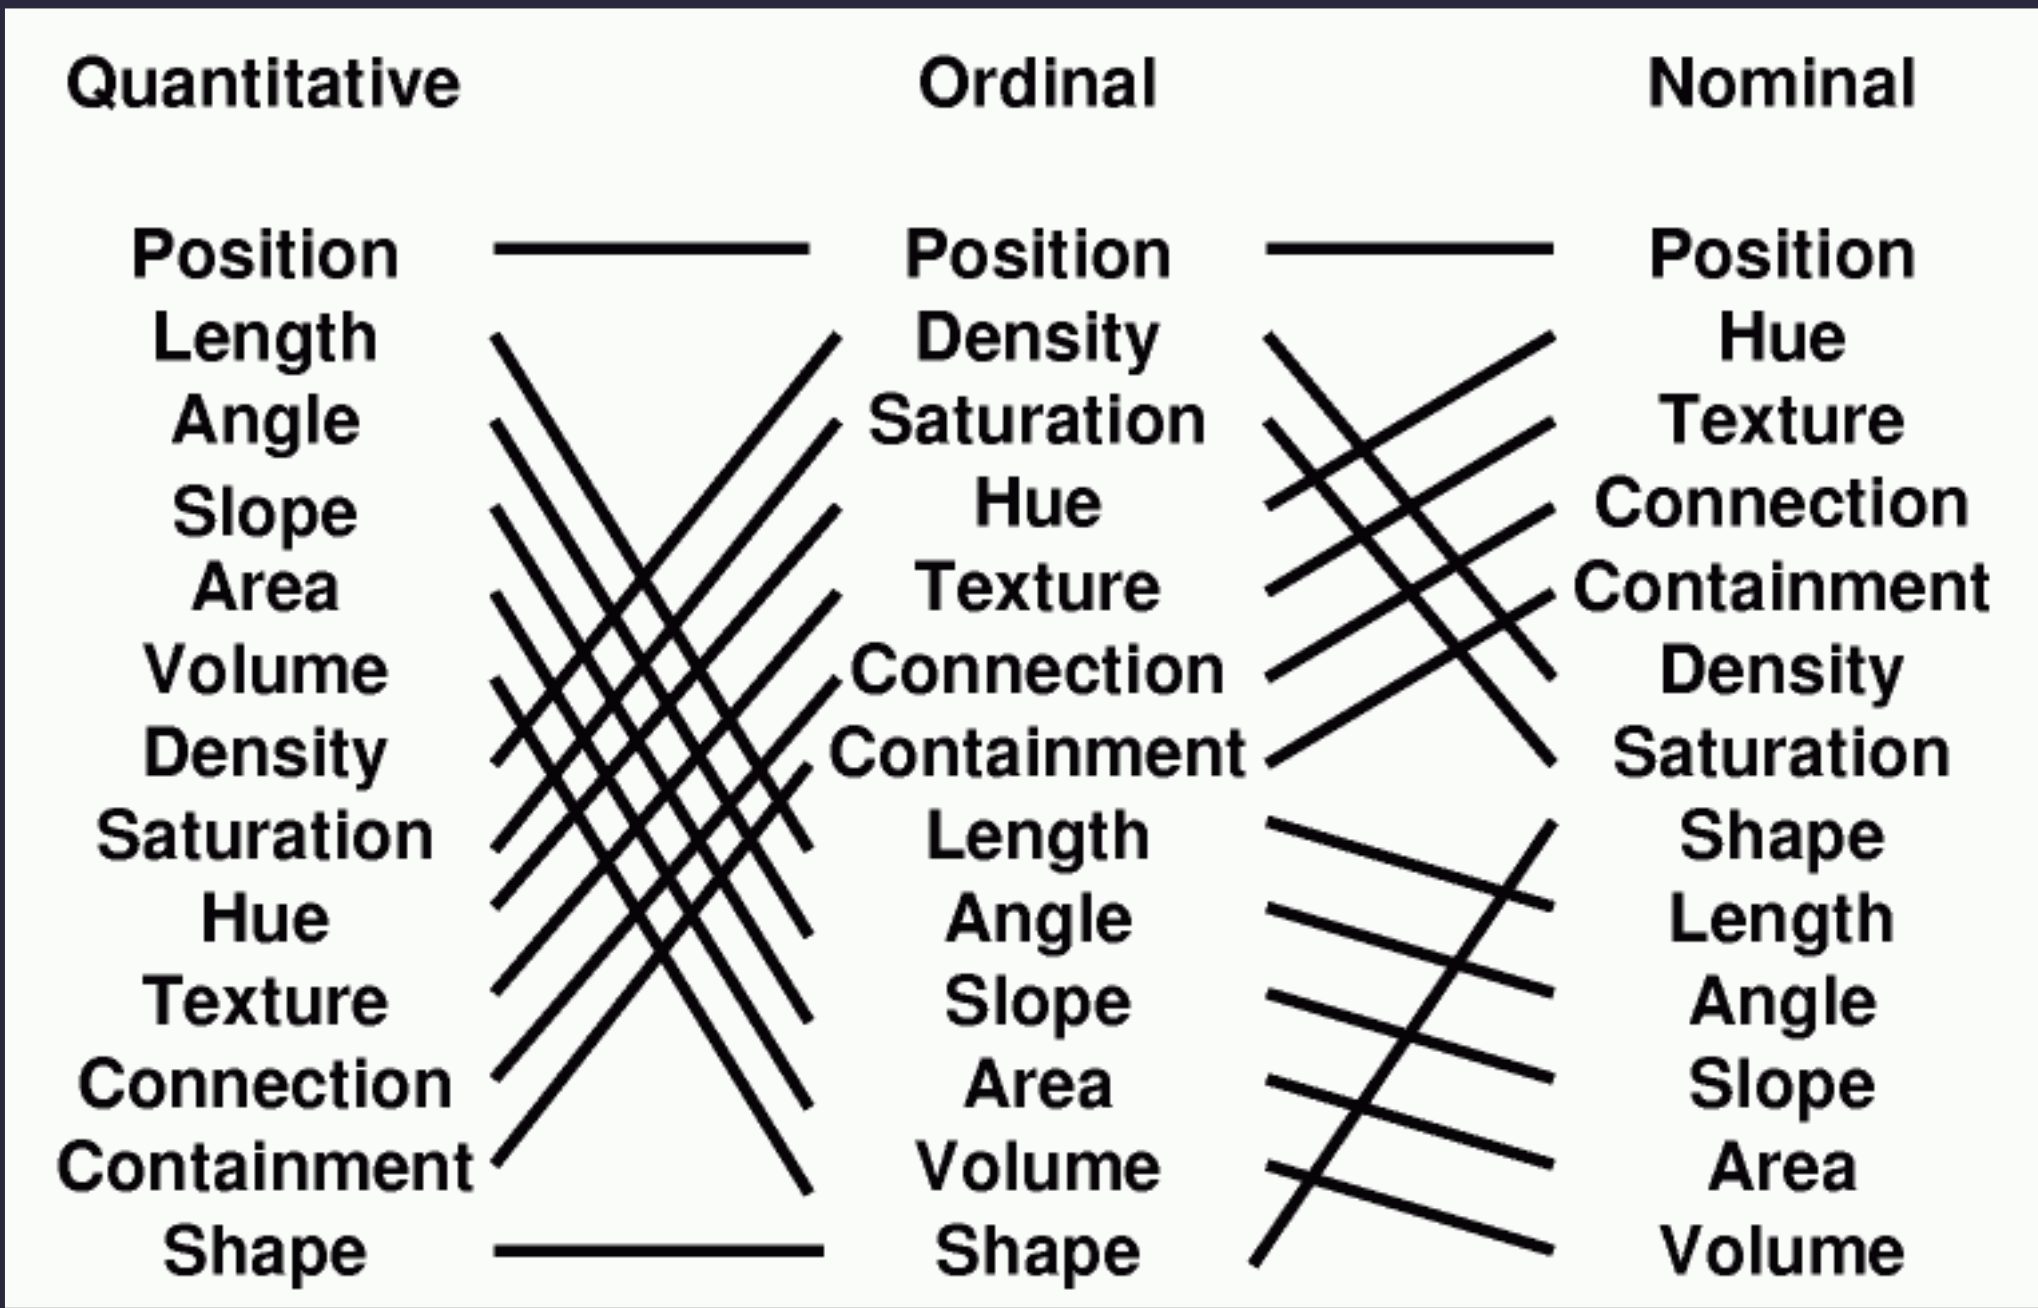 Quantitative Ordinal Nominal
Position Position Position
Length Density Hue
Angle Saturation Texture
Slope Hue Connection
Area Texture Containment
Volume Connection Density
Density Containment Saturation
Saturation Length Shape
Hue Angle Length
Texture Slope Angle
Connection Area Slope
Containment Volume Area
Shape Shape Volume